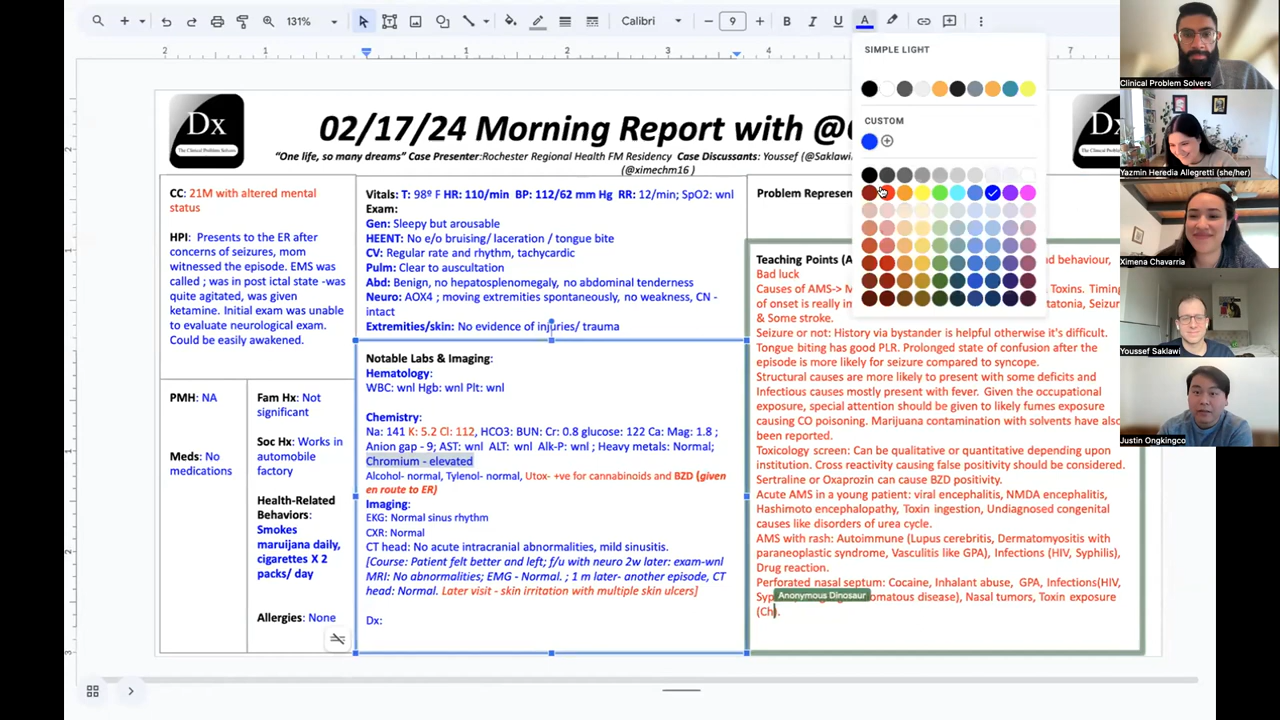 131%
Calibri
9
B I U A
2 1 1 2 3 4 7
SIMPLE LIGHT
CUSTOM
Dx
The Clinical Problem Solvers
02/17/24 Morning Report with @
"One life, so many dreams" Case Presenter:Rochester Regional Health FM Residency Case Discussants: Youssef (@Saklawi
(@ximechm16 )
CC: 21M with altered mental
status
HPI: Presents to the ER after
concerns of seizures, mom
witnessed the episode. EMS was
called ; was in post ictal state -was
quite agitated, was given
ketamine. Initial exam was unable
to evaluate neurological exam.
Could be easily awakened.
PMH: NA
Meds: No
medications
Fam Hx: Not
significant
Soc Hx: Works in
automobile
factory
Health-Related
Behaviors:
Smokes
maruijana daily,
cigarettes X 2
packs/ day
Allergies: None
Vitals: T: 98º F HR: 110/min BP: 112/62 mm Hg RR: 12/min; SpO2: wnl
Exam:
Gen: Sleepy but arousable
HEENT: No e/o bruising/ laceration / tongue bite
CV: Regular rate and rhythm, tachycardic
Pulm: Clear to auscultation
Abd: Benign, no hepatosplenomegaly, no abdominal tenderness
Neuro: AOX4 ; moving extremities spontaneously, no weakness, CN -
intact
Extremities/skin: No evidence of injuries/ trauma
Notable Labs & Imaging:
Hematology:
WBC: wnl Hgb: wnl Plt: wnl
Chemistry:
Na: 141 K: 5.2 Cl: 112, HCO3: BUN: Cr: 0.8 glucose: 122 Ca: Mag: 1.8 ;
Anion gap - 9; AST: wnl ALT: wnl Alk-P: wnl ; Heavy metals: Normal;
Chromium - elevated
Alcohol- normal, Tylenol- normal, Utox- +ve for cannabinoids and BZD (given
en route to ER)
Imaging:
EKG: Normal sinus rhythm
CXR: Normal
CT head: No acute intracranial abnormalities, mild sinusitis.
[Course: Patient felt better and left; f/u with neuro 2w later: exam-wnl
MRI: No abnormalities; EMG - Normal. ; 1 m later- another episode, CT
head: Normal. Later visit - skin irritation with multiple skin ulcers]
Dx:
Problem Represen
Teaching Points (A
nd behaviour,
Bad luck
Causes of AMS-> M
Toxins. Timing
of onset is really im
tatonia, Seizur
& Some stroke.
Seizure or not: History via bystander is helpful otherwise it's difficult.
Tongue biting has good PLR. Prolonged state of confusion after the
episode is more likely for seizure compared to syncope.
Structural causes are more likely to present with some deficits and
Infectious causes mostly present with fever. Given the occupational
exposure, special attention should be given to likely fumes exposure
causing CO poisoning. Marijuana contamination with solvents have also
been reported.
Toxicology screen: Can be qualitative or quantitative depending upon
institution. Cross reactivity causing false positivity should be considered.
Sertraline or Oxaprozin can cause BZD positivity.
Acute AMS in a young patient: viral encephalitis, NMDA encephalitis,
Hashimoto encephalopathy, Toxin ingestion, Undiagnosed congenital
causes like disorders of urea cycle.
AMS with rash: Autoimmune (Lupus cerebritis, Dermatomyositis with
paraneoplastic syndrome, Vasculitis like GPA), Infections (HIV, Syphilis),
Drug reaction.
Perforated nasal septum: Cocaine, Inhalant abuse, GPA, Infections(HIV,
Syp
Anonymous Dinosaur
omatous disease), Nasal tumors, Toxin exposure
(Ch).
Clinical Problem Solvers
Yazmin Heredia Allegretti (she/her)
Ximena Chavarria
Youssef Saklawi
Justin Ongkingco